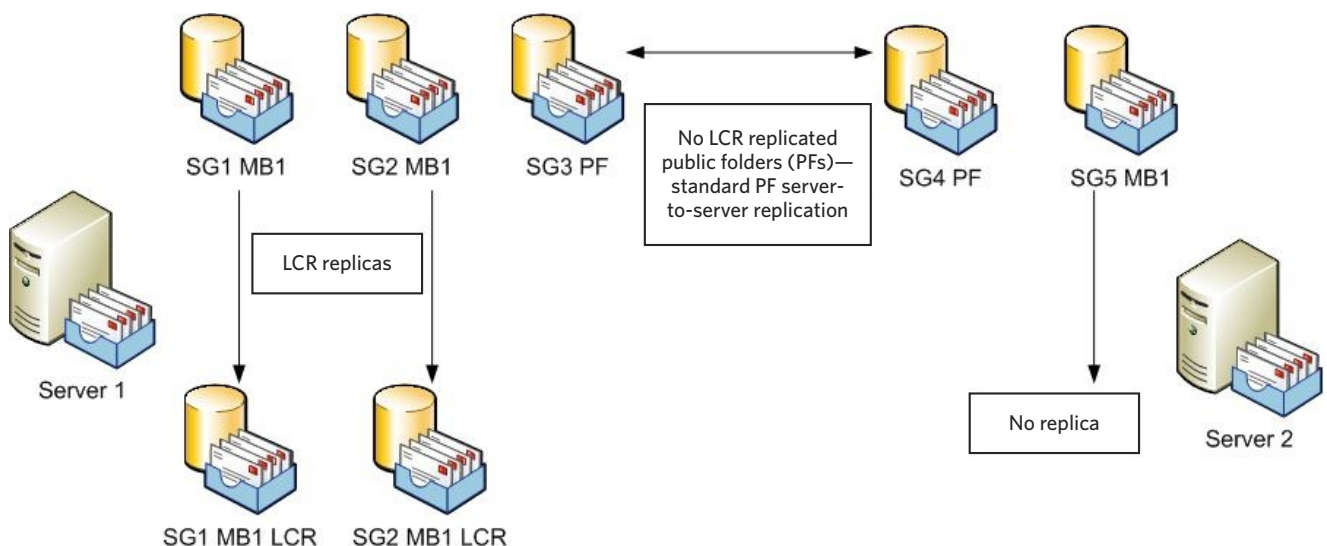 SG1 MB1
SG2 MB1
SG3 PF
No LCR replicated
public folders (PFs)—
standard PF server-
to-server replication
SG4 PF
SG5 MB1
LCR replicas
Server 1
No replica
Server 2
SG1 MB1 LCR
SG2 MB1 LCR